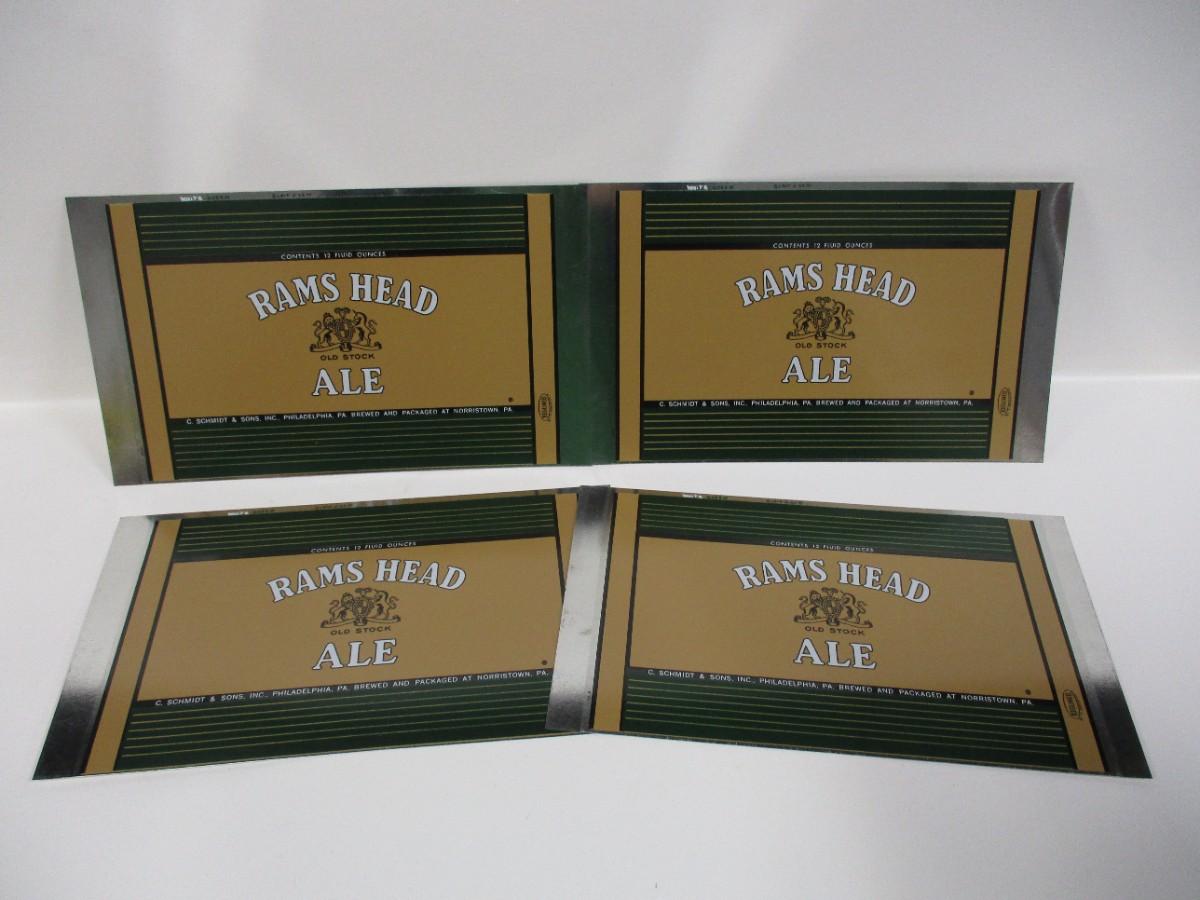 CONTENTS 12 FLUID OUNCES
RAMS HEAD
OLD STOCK
ALE
C. SCHMIDT & SONS, INC., PHILADELPHIA, PA. BREWED AND PACKAGED AT NORRISTOWN, PA.
CONTENTS 12 FLUID OUNCES
RAMS HEAD
OLD STOCK
ALE
C. SCHMIDT & SONS, INC., PHILADELPHIA, PA. BREWED AND PACKAGED AT NORRISTOWN, PA.
CONTENTS 12 FLUID OUNCES
RAMS HEAD
OLD STOCK
ALE
C. SCHMIDT & SONS, INC., PHILADELPHIA, PA. BREWED AND PACKAGED AT NORRISTOWN, PA.
CONTENTS 12 FLUID OUNCES
RAMS HEAD
OLD STOCK
ALE
C. SCHMIDT & SONS, INC., PHILADELPHIA, PA. BREWED AND PACKAGED AT NORRISTOWN, PA.